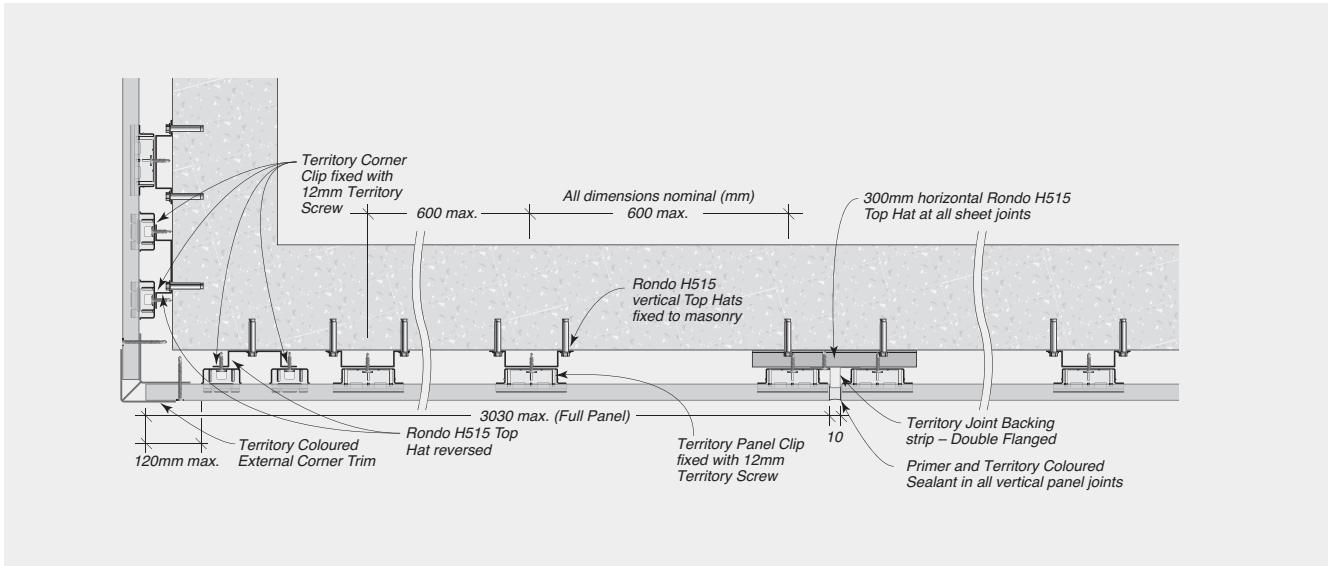 Territory Corner
Clip fixed with
12mm Territory
Screw
All dimensions nominal (mm)
600 max.
600 max.
300mm horizontal Rondo H515
Top Hat at all sheet joints
Rondo H515
vertical Top Hats
fixed to masonry
3030 max. (Full Panel)
10
120mm max.
Territory Coloured
External Corner Trim
Rondo H515 Top
Hat reversed
Territory Panel Clip
fixed with 12mm
Territory Screw
Territory Joint Backing
strip – Double Flanged
Primer and Territory Coloured
Sealant in all vertical panel joints